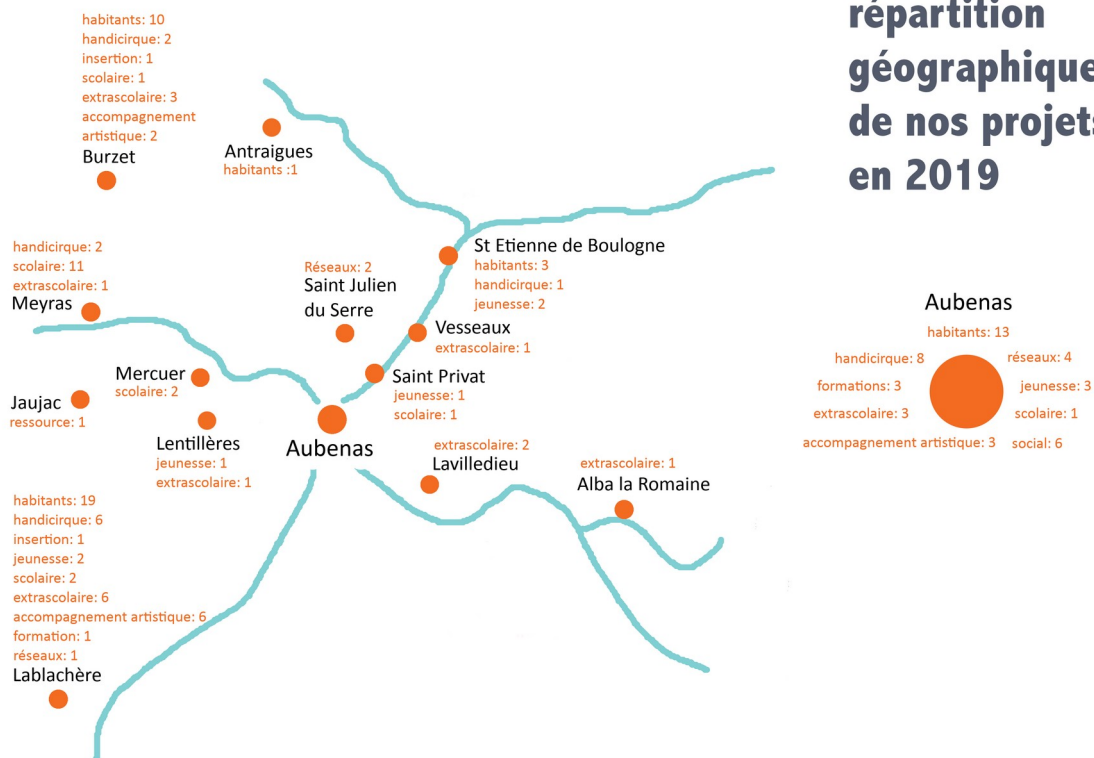 répartition
géographique
de nos projets
en 2019
habitants: 10
handicirque: 2
insertion: 1
scolaire: 1
extrascolaire: 3
accompagnement
artistique: 2
Burzet
Antraigues
habitants :1
handicirque: 2
scolaire: 11
extrascolaire: 1
Meyras
Réseaux: 2
Saint Julien
du Serre
St Etienne de Boulogne
habitants: 3
handicirque: 1
jeunesse: 2
Vesseaux
extrascolaire: 1
Mercuer
scolaire: 2
Saint Privat
jeunesse: 1
scolaire: 1
Jaujac
ressource: 1
Lentillères
jeunesse: 1
extrascolaire: 1
Aubenas
extrascolaire: 2
Lavilledieu
extrascolaire: 1
Alba la Romaine
habitants: 19
handicirque: 6
insertion: 1
jeunesse: 2
scolaire: 2
extrascolaire: 6
accompagnement artistique: 6
formation: 1
réseaux: 1
Lablachère
Aubenas
habitants: 13
handicirque: 8
réseaux: 4
formations: 3
jeunesse: 3
extrascolaire: 3
scolaire: 1
accompagnement artistique: 3
social: 6